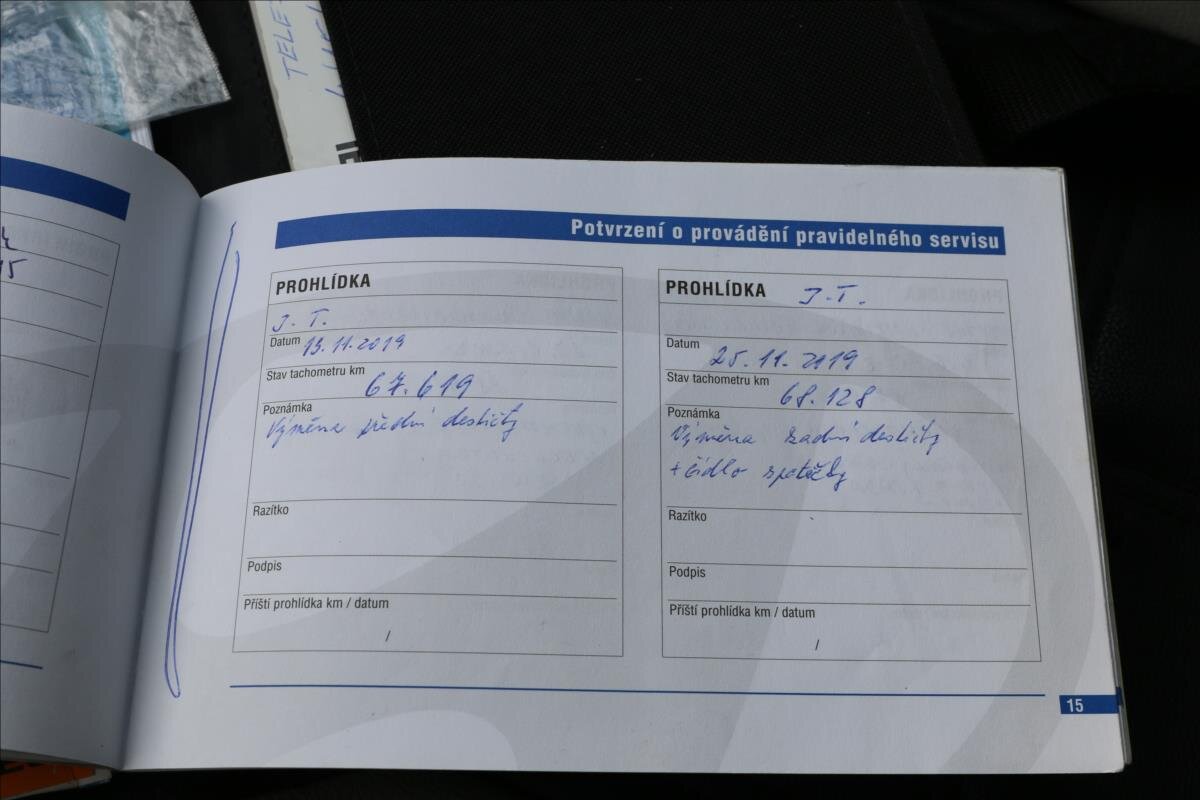 TELE
15
Potvrzení o provádění pravidelného servisu
PROHLÍDKA
J. T.
Datum 13.11.2019
Stav tachometru km 67.619
Poznámka
Výměna přední destičky
Razítko
Podpis
Příští prohlídka km / datum
/
PROHLÍDKA J.T.
Datum
25.11.2019
Stav tachometru km
68.128
Poznámka
Výměna zadní destičky
+ čidlo zpátečky
Razítko
Podpis
Příští prohlídka km / datum
/
15